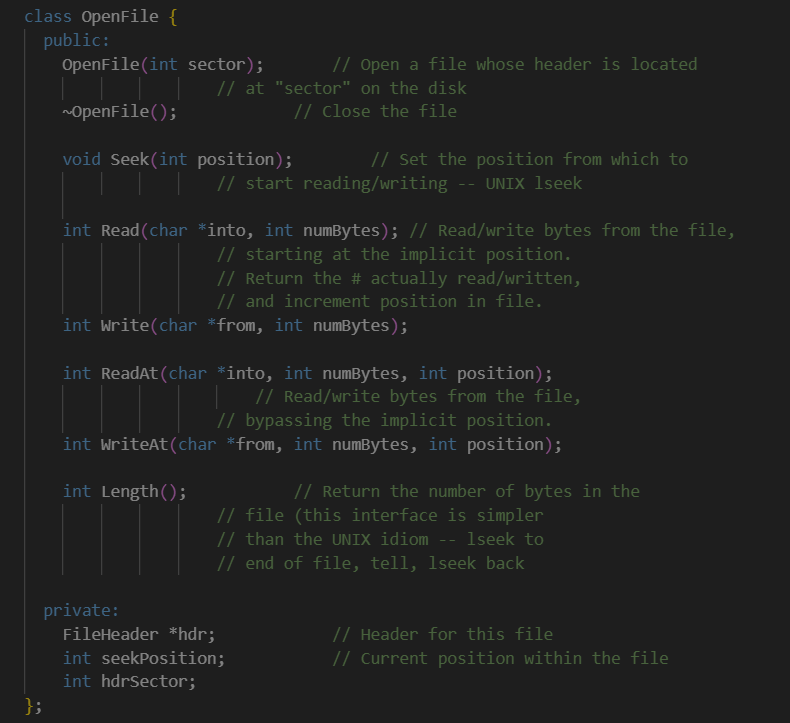 class OpenFile {
public:
OpenFile(int sector); // Open a file whose header is located
// at "sector" on the disk
~OpenFile(); // Close the file
void Seek(int position); // Set the position from which to
// start reading/writing -- UNIX lseek
int Read(char *into, int numBytes); // Read/write bytes from the file,
// starting at the implicit position.
// Return the # actually read/written,
// and increment position in file.
int Write(char *from, int numBytes);
int ReadAt(char *into, int numBytes, int position);
// Read/write bytes from the file,
// bypassing the implicit position.
int WriteAt(char *from, int numBytes, int position);
int Length(); // Return the number of bytes in the
// file (this interface is simpler
// than the UNIX idiom -- lseek to
// end of file, tell, lseek back
private:
FileHeader *hdr; // Header for this file
int seekPosition; // Current position within the file
int hdrSector;
};